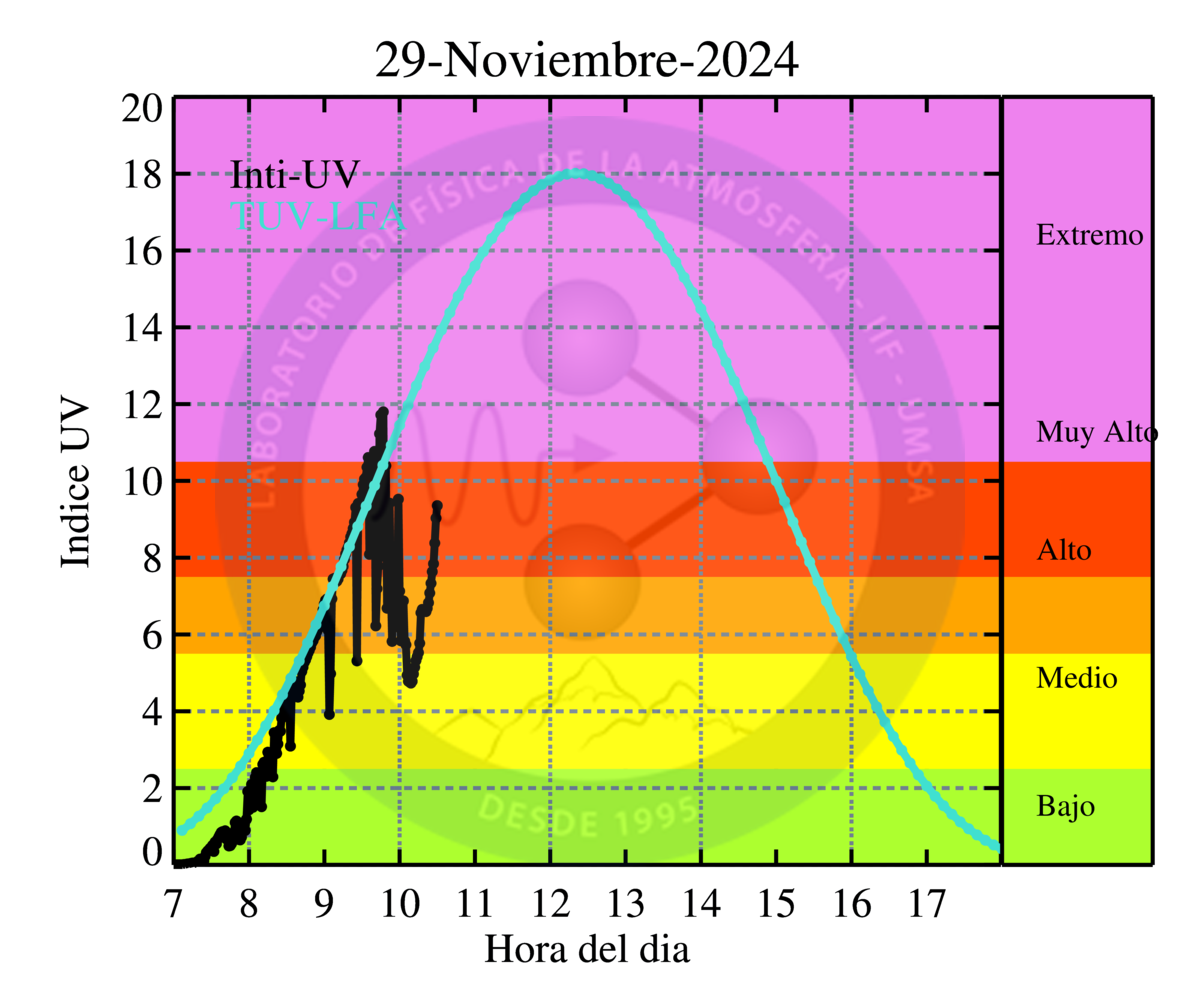 29-Noviembre-2024
20
18
16
14
12
10
8
6
4
2
0
Indice UV
Inti-UV
TUV-LFA
LABORATORIO DE FÍSICA DE LA ATMÓSFERA - IIF - UMSA
DESDE 1995
Extremo
Muy Alto
Alto
Medio
Bajo
7 8 9 10 11 12 13 14 15 16 17
Hora del dia